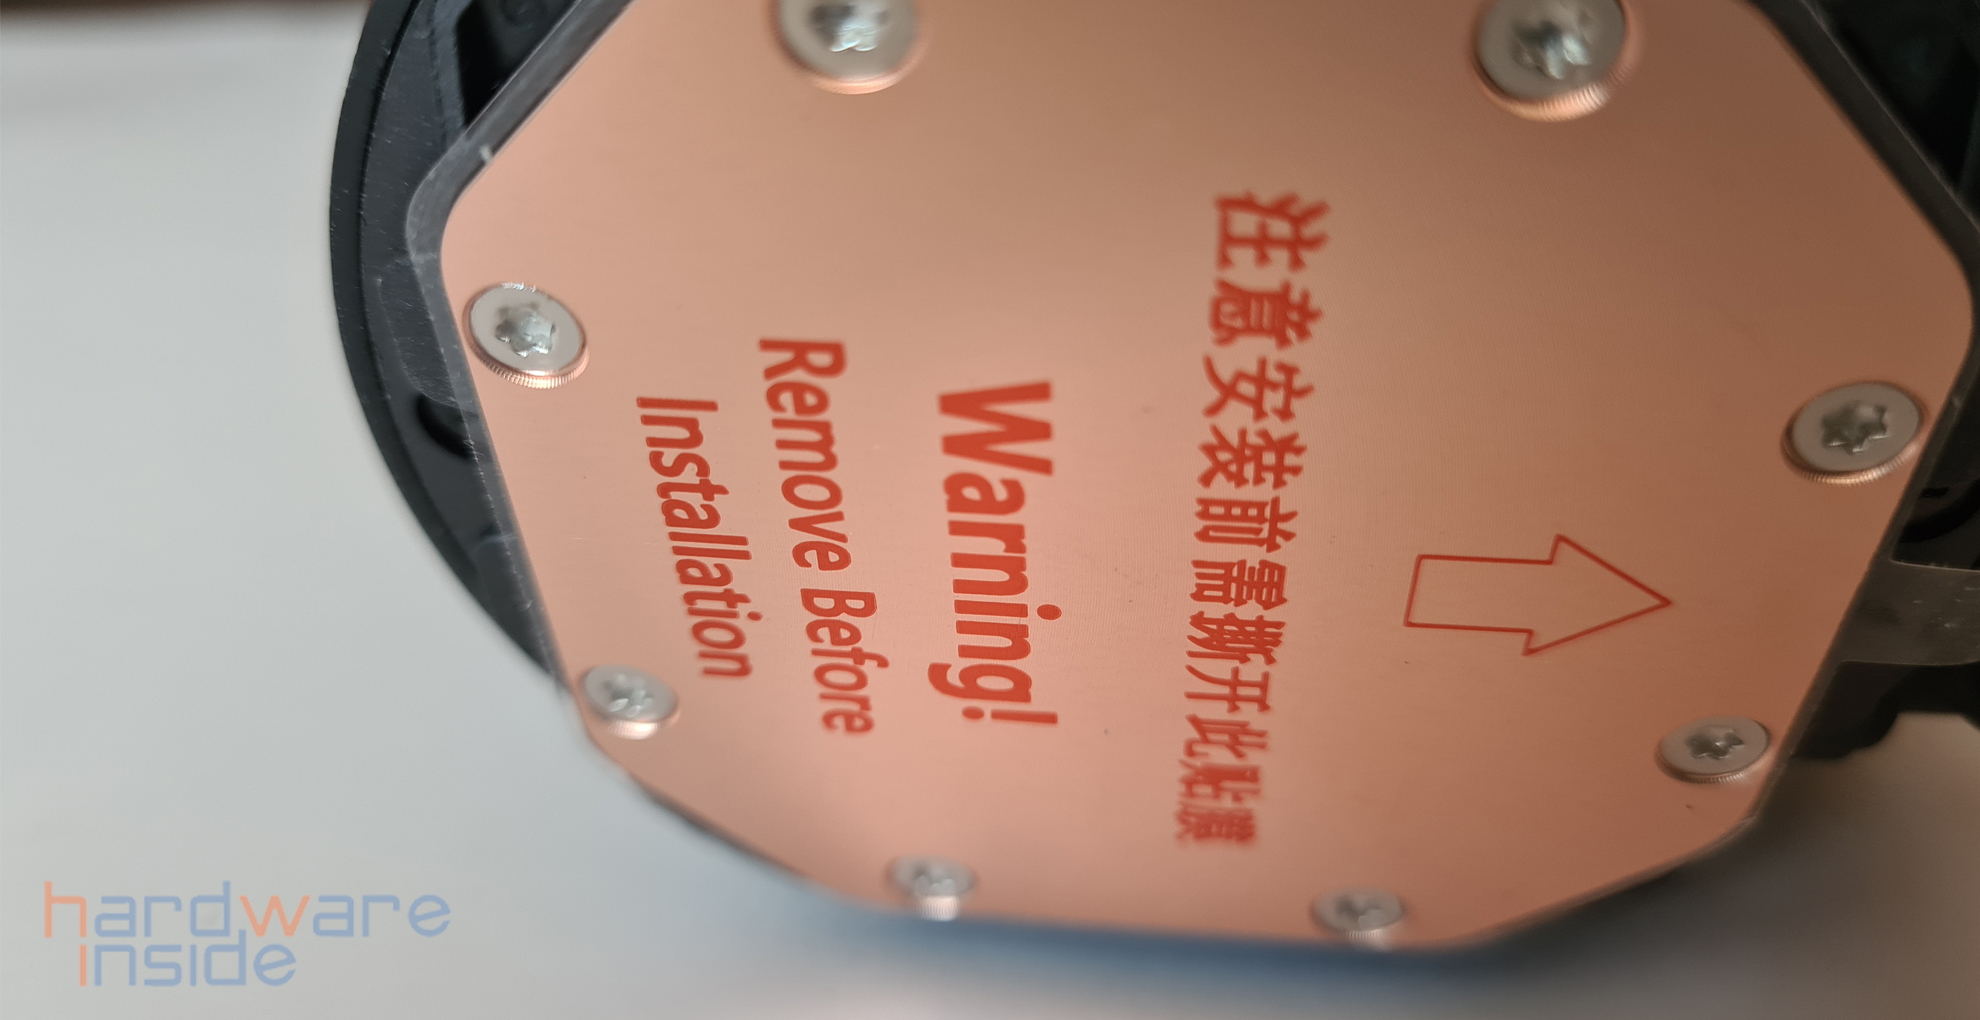 注意安装前需撕开此贴膜
Warning!
Remove Before
Installation
hardware
inside